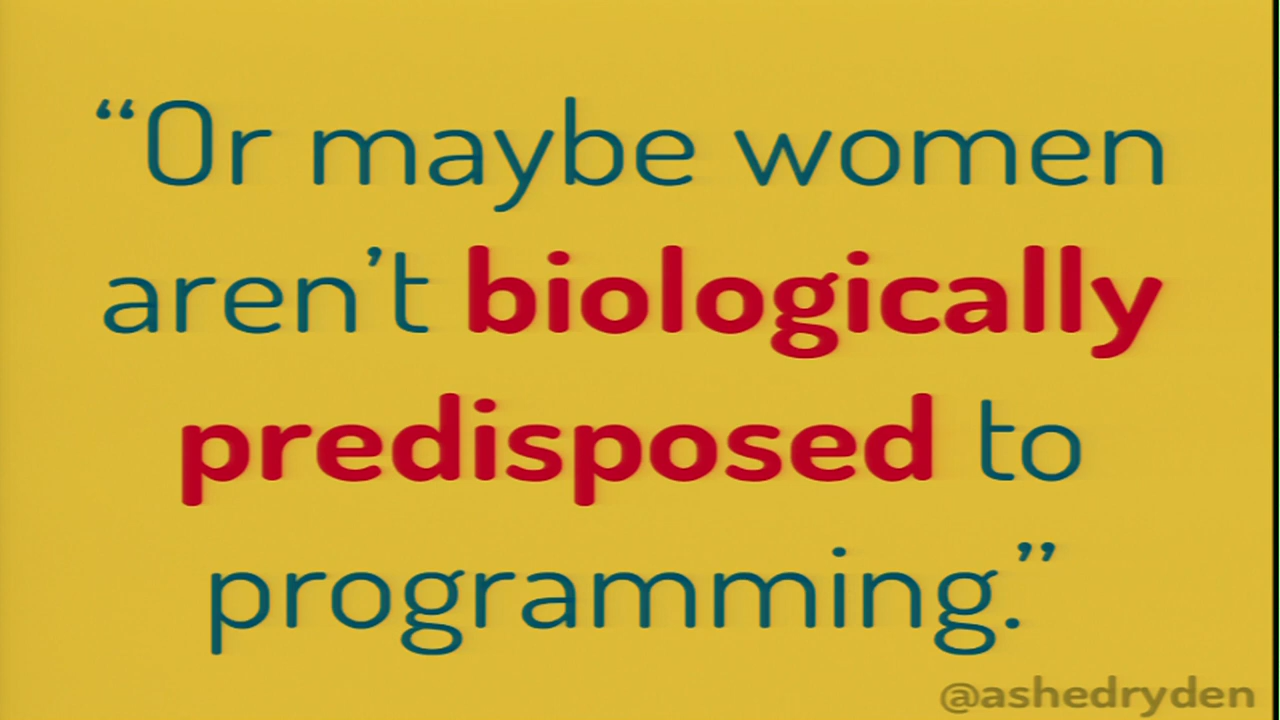 “Or maybe women
aren’t biologically
predisposed to
programming.”
@ashedryden